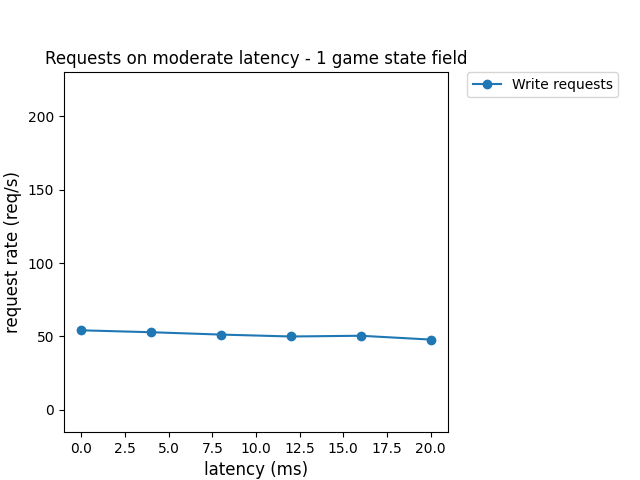 Requests on moderate latency - 1 game state field
Write requests
200
150
100
50
0
request rate (req/s)
0.0 2.5 5.0 7.5 10.0 12.5 15.0 17.5 20.0
latency (ms)